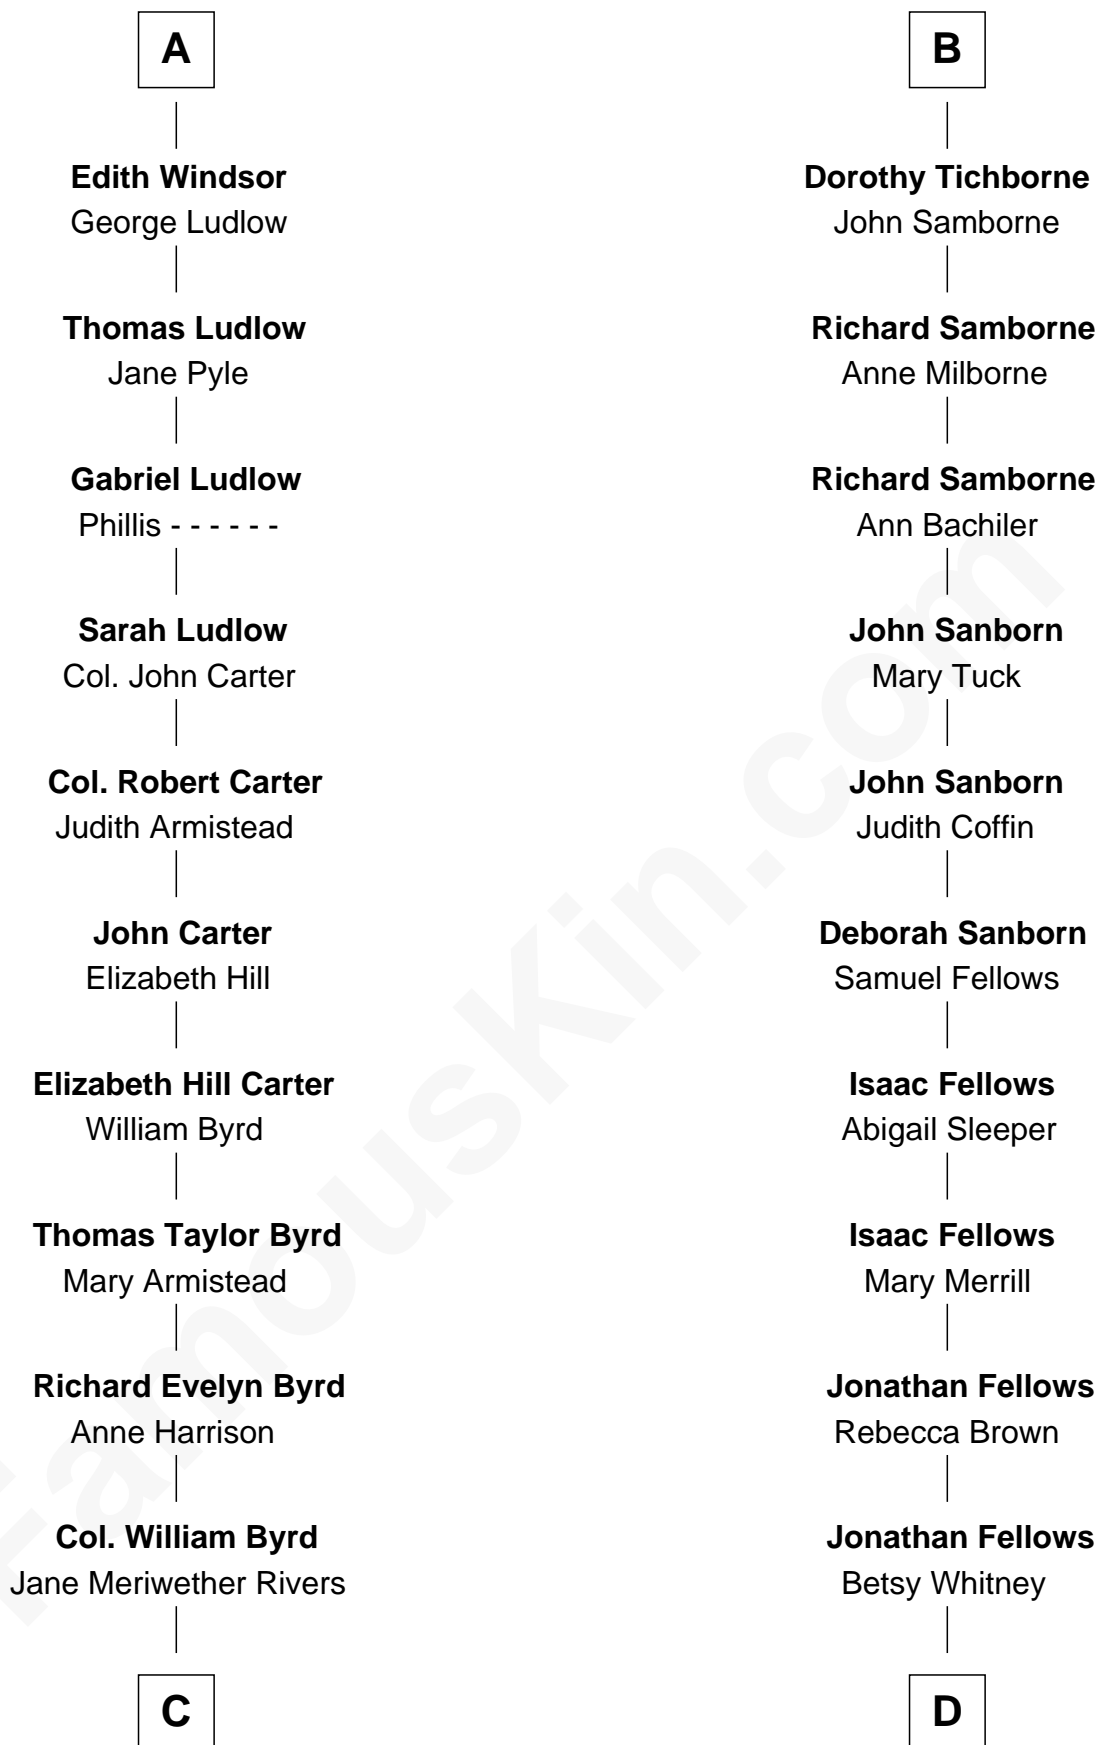 A
Edith Windsor
George Ludlow
Thomas Ludlow
Jane Pyle
Gabriel Ludlow
Phillis - - - - - -
Sarah Ludlow
Col. John Carter
Col. Robert Carter
Judith Armistead
John Carter
Elizabeth Hill
Elizabeth Hill Carter
William Byrd
Thomas Taylor Byrd
Mary Armistead
Richard Evelyn Byrd
Anne Harrison
Col. William Byrd
Jane Meriwether Rivers
C
B
Dorothy Tichborne
John Samborne
Richard Samborne
Anne Milborne
Richard Samborne
Ann Bachiler
John Sanborn
Mary Tuck
John Sanborn
Judith Coffin
Deborah Sanborn
Samuel Fellows
Isaac Fellows
Abigail Sleeper
Isaac Fellows
Mary Merrill
Jonathan Fellows
Rebecca Brown
Jonathan Fellows
Betsy Whitney
D
FamousKin.com